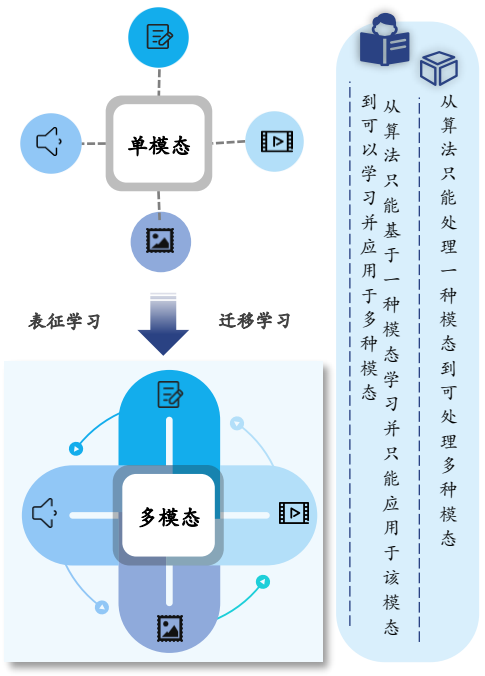 单模态
表征学习
迁移学习
多模态
从算法只能处理一种模态到可处理多种模态
从算法只能基于一种模态学习并只能应用于该模态
到可以学习并应用于多种模态